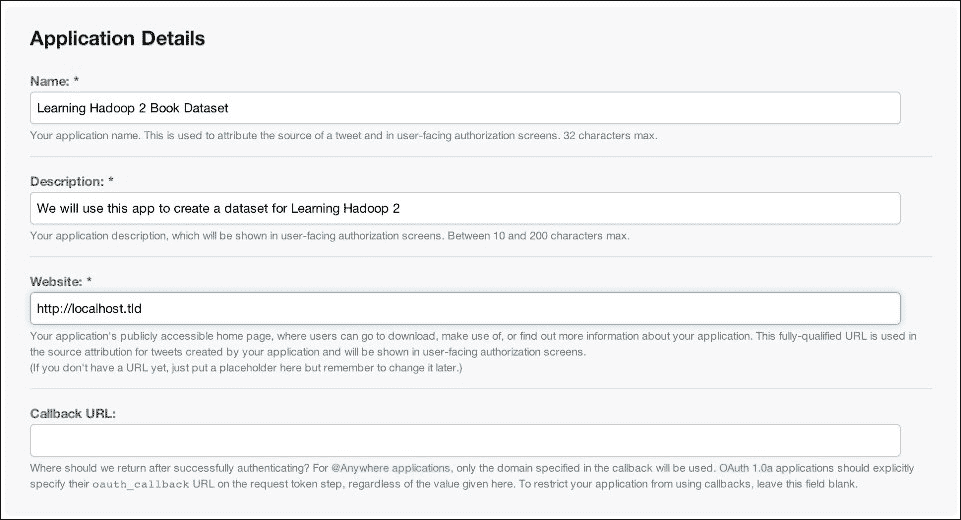 Application Details
Name: *
Learning Hadoop 2 Book Dataset
Your application name. This is used to attribute the source of a tweet and in user-facing authorization screens. 32 characters max.
Description: *
We will use this app to create a dataset for Learning Hadoop 2
Your application description, which will be shown in user-facing authorization screens. Between 10 and 200 characters max.
Website: *
http://localhost.tld
Your application's publicly accessible home page, where users can go to download, make use of, or find out more information about your application. This fully-qualified URL is used in
the source attribution for tweets created by your application and will be shown in user-facing authorization screens.
(If you don't have a URL yet, just put a placeholder here but remember to change it later.)
Callback URL:
Where should we return after successfully authenticating? For @Anywhere applications, only the domain specified in the callback will be used. OAuth 1.0a applications should explicitly
specify their oauth_callback URL on the request token step, regardless of the value given here. To restrict your application from using callbacks, leave this field blank.